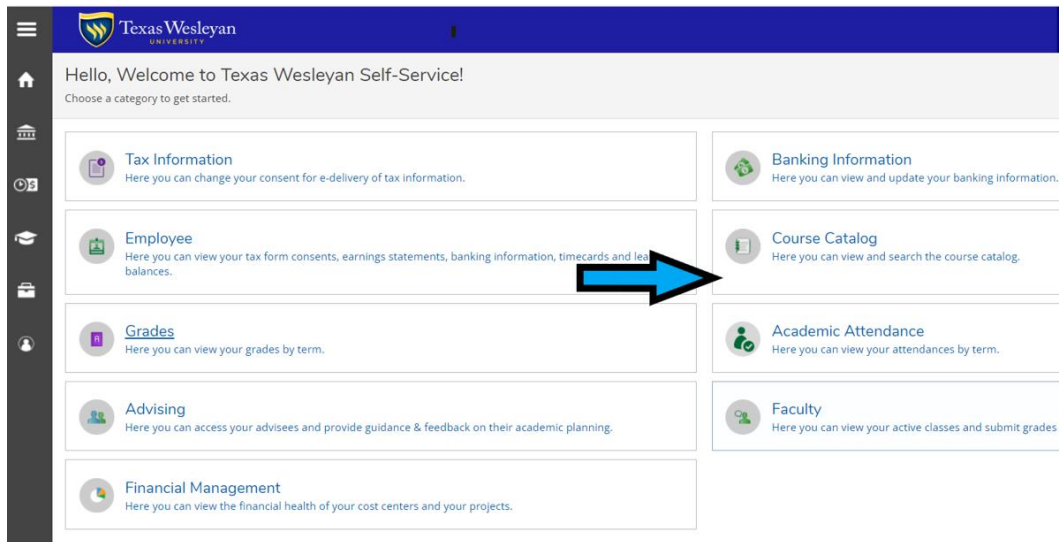 Texas Wesleyan
UNIVERSITY
Hello, Welcome to Texas Wesleyan Self-Service!
Choose a category to get started.
Tax Information
Here you can change your consent for e-delivery of tax information.
Banking Information
Here you can view and update your banking information.
Employee
Here you can view your tax form consents, earnings statements, banking information, timecards and
balances.
Course Catalog
Here you can view and search the course catalog.
Grades
Here you can view your grades by term.
Academic Attendance
Here you can view your attendances by term.
Advising
Here you can access your advisees and provide guidance & feedback on their academic planning.
Faculty
Here you can view your active classes and submit grades
Financial Management
Here you can view the financial health of your cost centers and your projects.